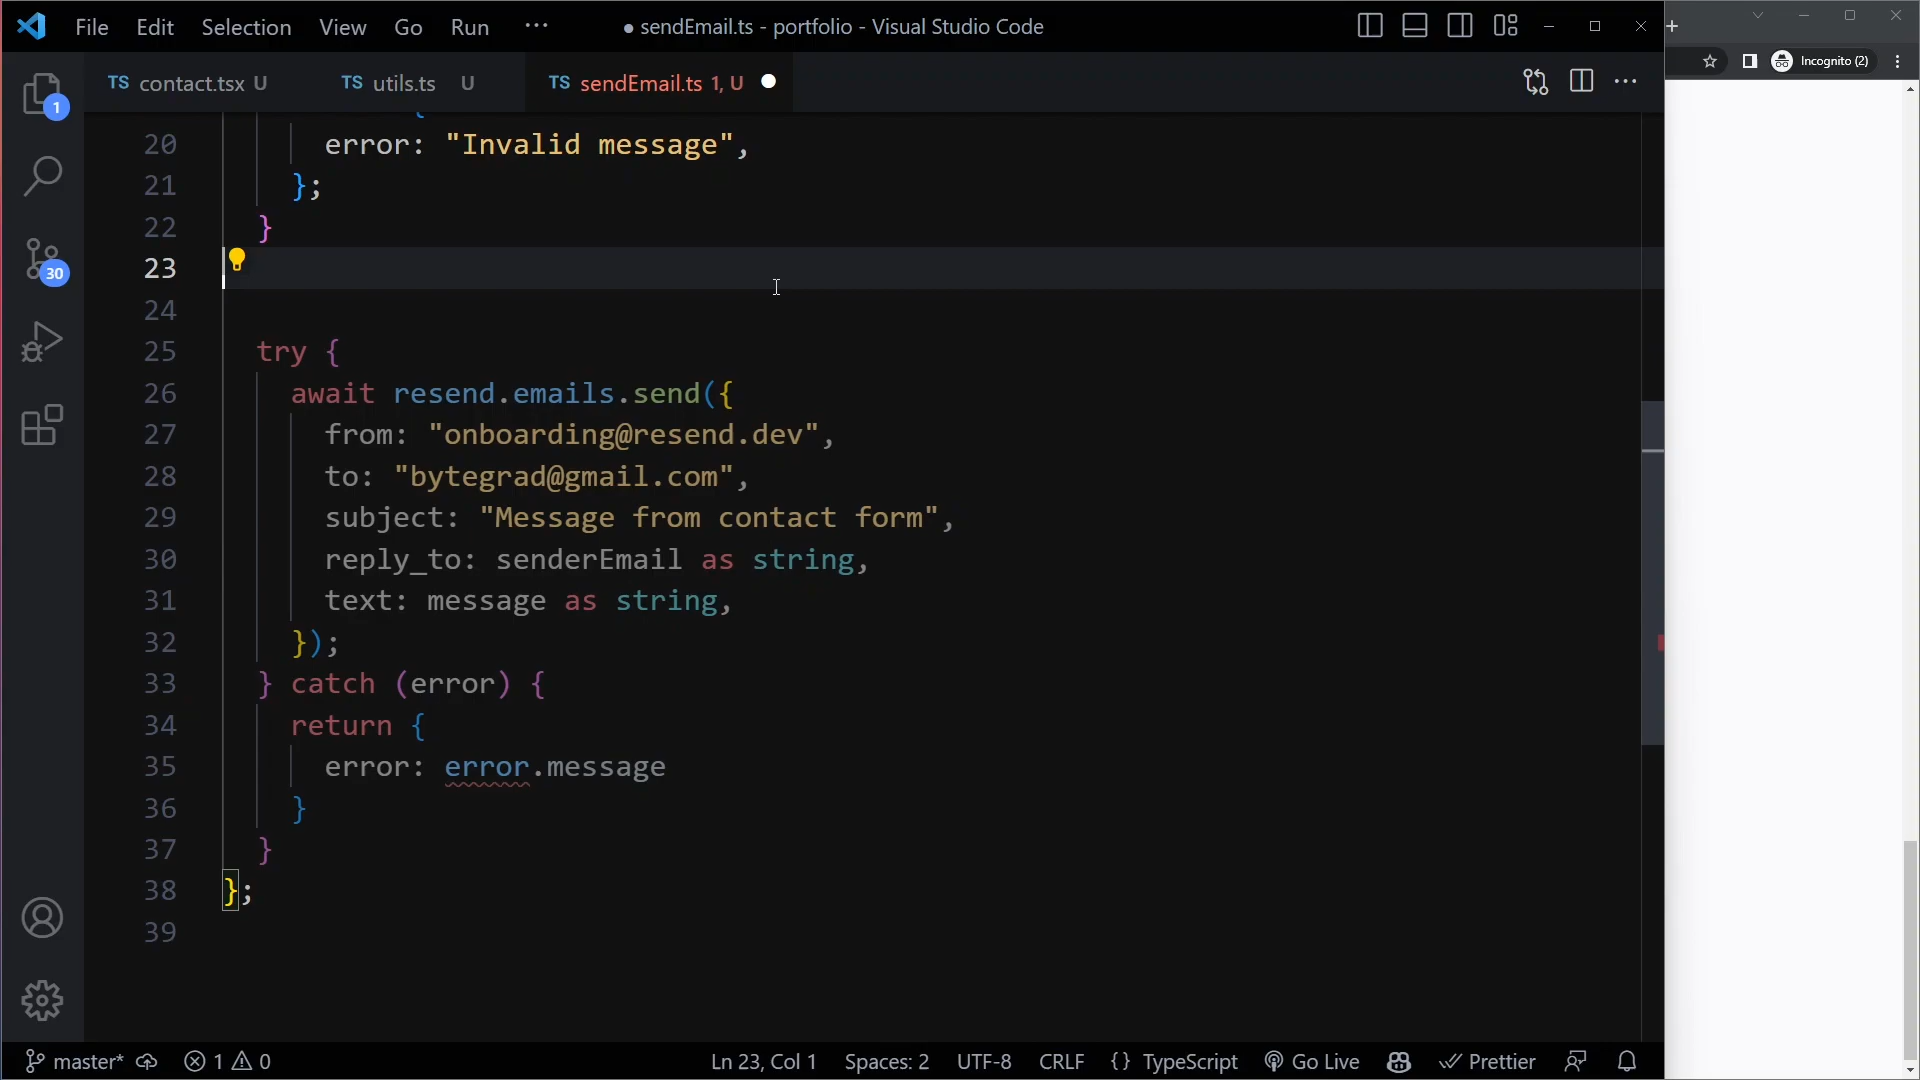 File Edit Selection View Go Run ··· ● sendEmail.ts - portfolio - Visual Studio Code
Incognito (2)
TS contact.tsx U TS utils.ts U TS sendEmail.ts 1, U
1
30
20 error: "Invalid message",
21 };
22 }
23
24
25 try {
26 await resend.emails.send({
27 from: "onboarding@resend.dev",
28 to: "bytegrad@gmail.com",
29 subject: "Message from contact form",
30 reply_to: senderEmail as string,
31 text: message as string,
32 });
33 } catch (error) {
34 return {
35 error: error.message
36 }
37 }
38 };
39
master* 1 0 Ln 23, Col 1 Spaces: 2 UTF-8 CRLF {} TypeScript Go Live Prettier